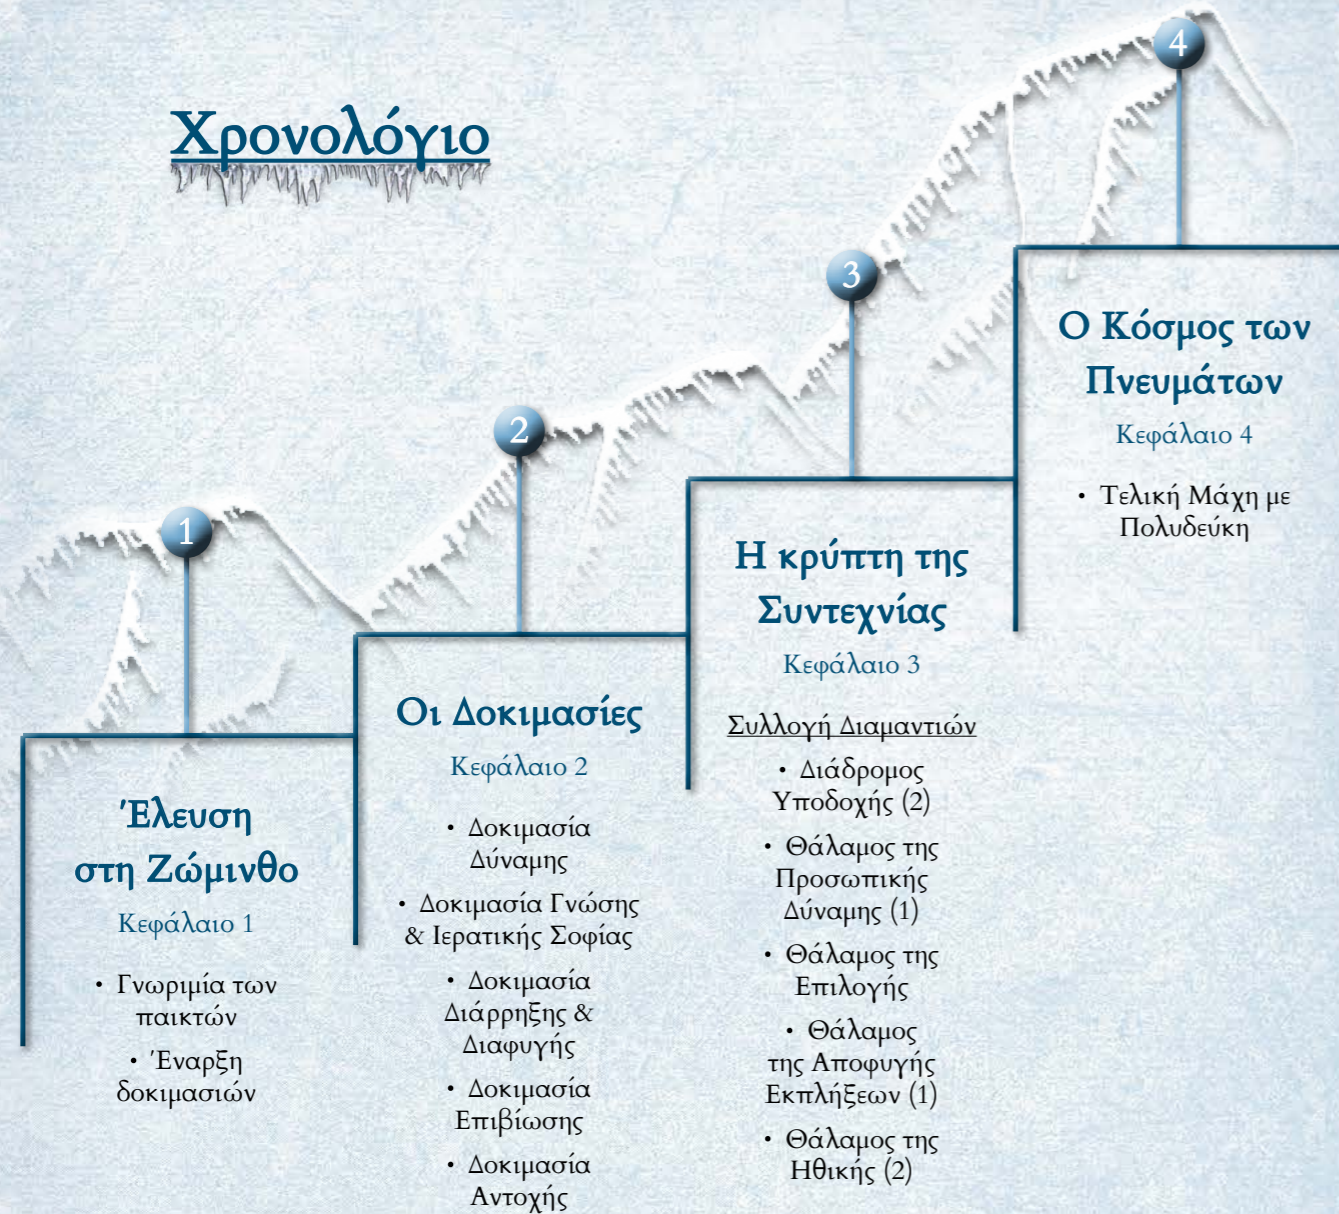 Χρονολόγιο
1
Έλευση
στη Ζώμινθο
Κεφάλαιο 1
• Γνωριμία των
παικτών
• Έναρξη
δοκιμασιών
2
Οι Δοκιμασίες
Κεφάλαιο 2
• Δοκιμασία
Δύναμης
• Δοκιμασία Γνώσης
& Ιερατικής Σοφίας
• Δοκιμασία
Διάρρηξης &
Διαφυγής
• Δοκιμασία
Επιβίωσης
• Δοκιμασία
Αντοχής
3
Η κρύπτη της
Συντεχνίας
Κεφάλαιο 3
Συλλογή Διαμαντιών
• Διάδρομος
Υποδοχής (2)
• Θάλαμος της
Προσωπικής
Δύναμης (1)
• Θάλαμος της
Επιλογής
• Θάλαμος
της Αποφυγής
Εκπλήξεων (1)
• Θάλαμος της
Ηθικής (2)
4
Ο Κόσμος των
Πνευμάτων
Κεφάλαιο 4
• Τελική Μάχη με
Πολυδεύκη